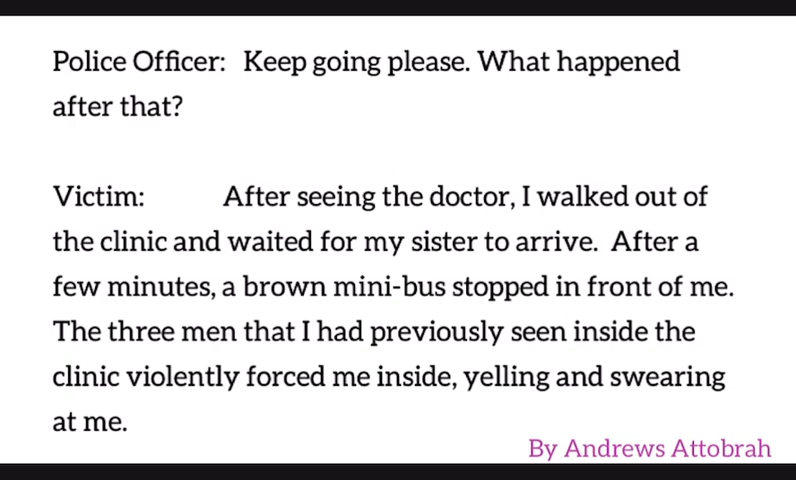 Police Officer: Keep going please. What happened
after that?
Victim: After seeing the doctor, I walked out of
the clinic and waited for my sister to arrive. After a
few minutes, a brown mini-bus stopped in front of me.
The three men that I had previously seen inside the
clinic violently forced me inside, yelling and swearing
at me.
By Andrews Attobrah